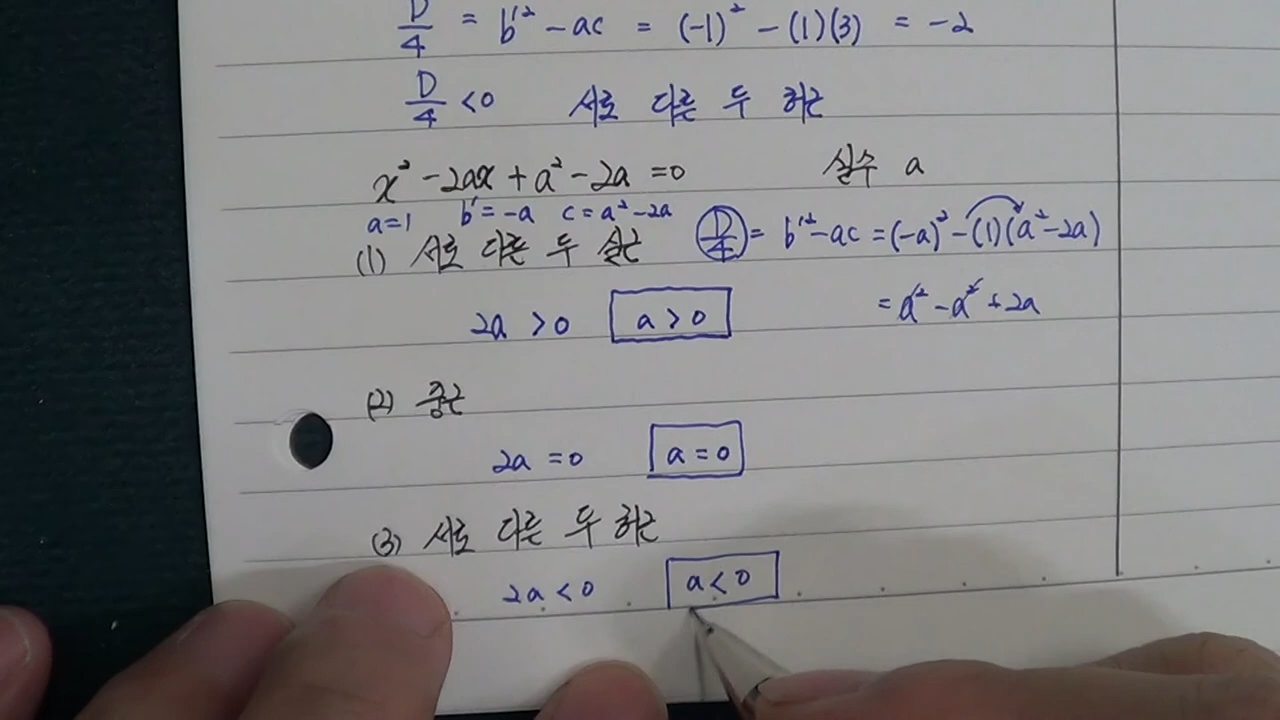 D/4 = b'² - ac = (-1)² - (1)(3) = -2
D/4 < 0 서로 다른 두 허근
x² - 2ax + a² - 2a = 0 실수 a
a=1 b'=-a c=a²-2a
(1) 서로 다른 두 실근 D/4 = b'²-ac = (-a)² - (1)(a²-2a)
2a > 0 a > 0 = a² - a² + 2a
(2) 중근
2a = 0 a = 0
(3) 서로 다른 두 허근
2a < 0 a < 0